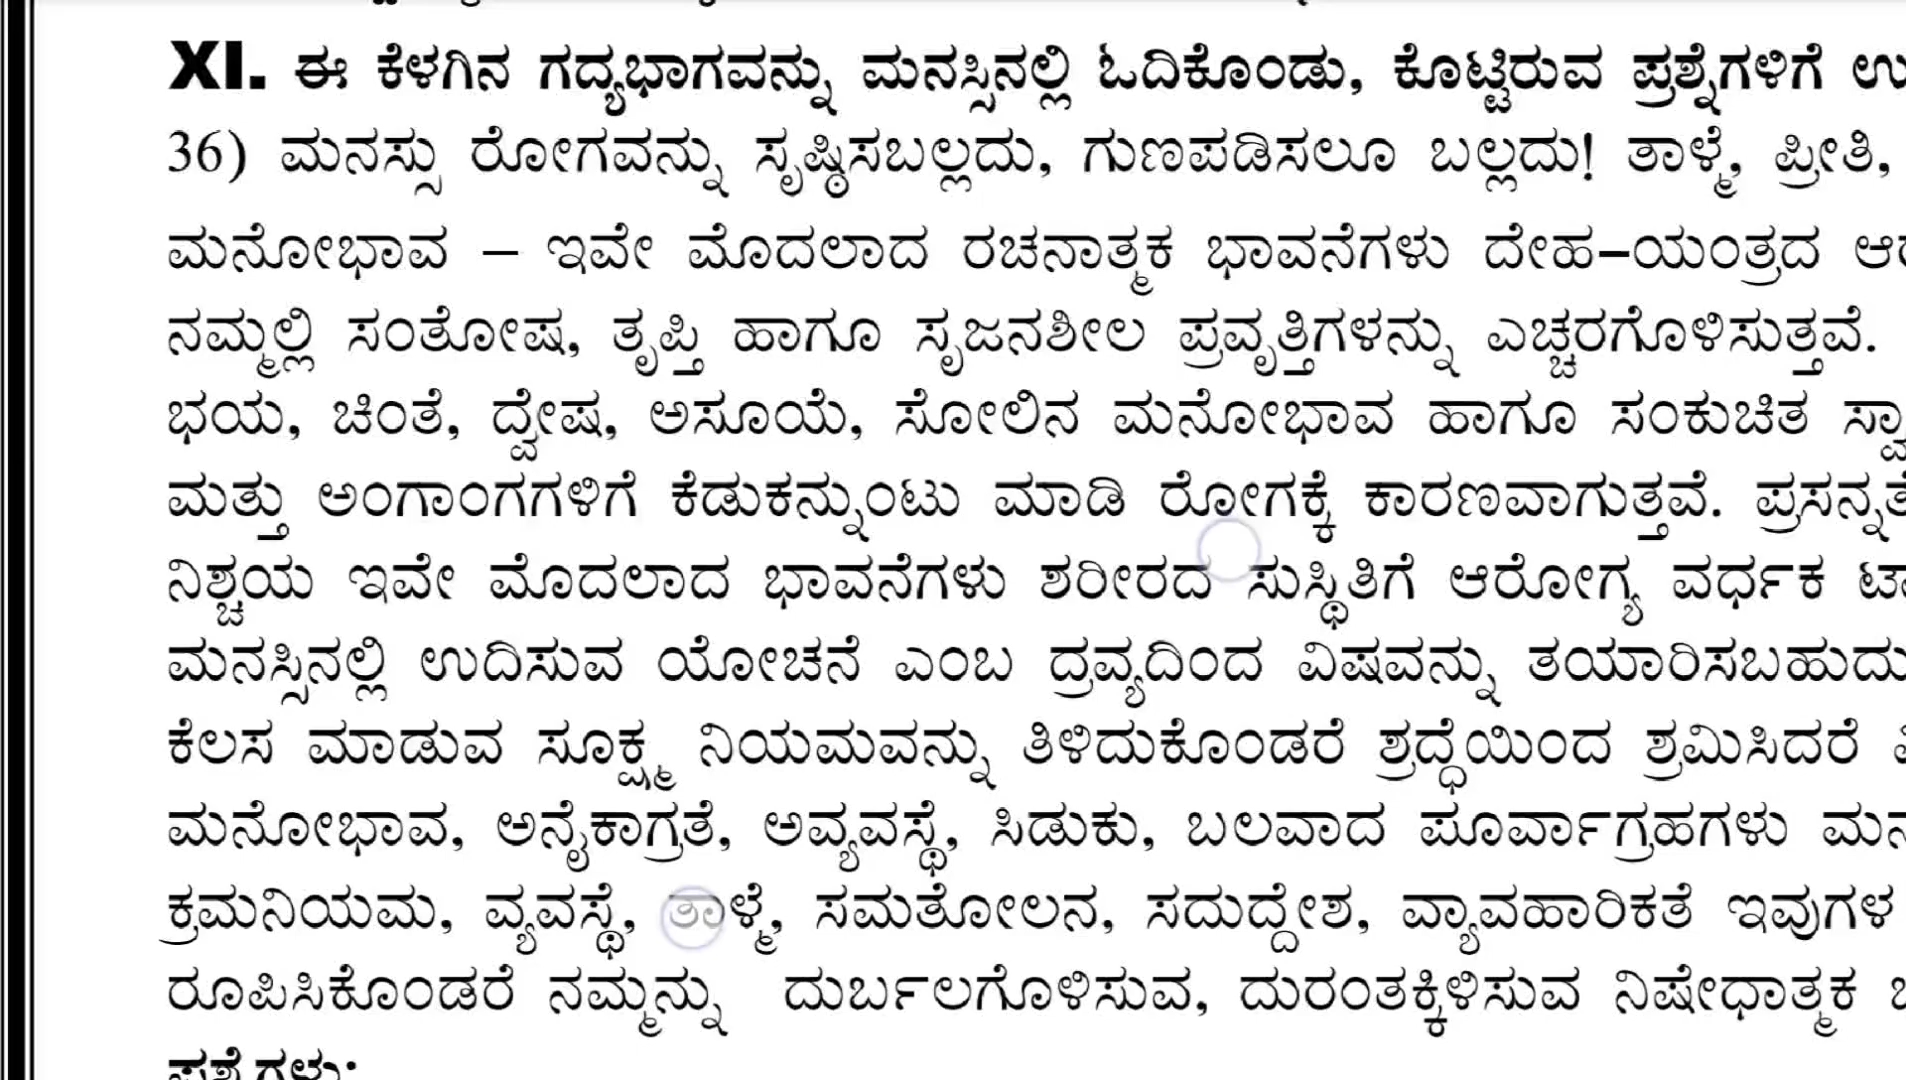 XI. ಈ ಕೆಳಗಿನ ಗದ್ಯಭಾಗವನ್ನು ಮನಸ್ಸಿನಲ್ಲಿ ಓದಿಕೊಂಡು, ಕೊಟ್ಟಿರುವ ಪ್ರಶ್ನೆಗಳಿಗೆ
36) ಮನಸ್ಸು ರೋಗವನ್ನು ಸೃಷ್ಠಿಸಬಲ್ಲದು, ಗುಣಪಡಿಸಲೂ ಬಲ್ಲದು! ತಾಳ್ಮೆ, ಪ್ರೀತಿ,
ಮನೋಭಾವ – ಇವೇ ಮೊದಲಾದ ರಚನಾತ್ಮಕ ಭಾವನೆಗಳು ದೇಹ–ಯಂತ್ರದ
ನಮ್ಮಲ್ಲಿ ಸಂತೋಷ, ತೃಪ್ತಿ ಹಾಗೂ ಸೃಜನಶೀಲ ಪ್ರವೃತ್ತಿಗಳನ್ನು ಎಚ್ಚರಗೊಳಿಸುತ್ತವೆ.
ಭಯ, ಚಿಂತೆ, ದ್ವೇಷ, ಅಸೂಯೆ, ಸೋಲಿನ ಮನೋಭಾವ ಹಾಗೂ ಸಂಕುಚಿತ
ಮತ್ತು ಅಂಗಾಂಗಗಳಿಗೆ ಕೆಡುಕನ್ನುಂಟು ಮಾಡಿ ರೋಗಕ್ಕೆ ಕಾರಣವಾಗುತ್ತವೆ. ಪ್ರಸನ್ನತೆ
ನಿಶ್ಚಯ ಇವೇ ಮೊದಲಾದ ಭಾವನೆಗಳು ಶರೀರದ ಸುಸ್ಥಿತಿಗೆ ಆರೋಗ್ಯ ವರ್ಧಕ
ಮನಸ್ಸಿನಲ್ಲಿ ಉದಿಸುವ ಯೋಚನೆ ಎಂಬ ದ್ರವ್ಯದಿಂದ ವಿಷವನ್ನು ತಯಾರಿಸಬಹುದು
ಕೆಲಸ ಮಾಡುವ ಸೂಕ್ಷ್ಮ ನಿಯಮವನ್ನು ತಿಳಿದುಕೊಂಡರೆ ಶ್ರದ್ಧೆಯಿಂದ ಶ್ರಮಿಸಿದರೆ
ಮನೋಭಾವ, ಅನೈಕಾಗ್ರತೆ, ಅವ್ಯವಸ್ಥೆ, ಸಿಡುಕು, ಬಲವಾದ ಪೂರ್ವಾಗ್ರಹಗಳು
ಕ್ರಮನಿಯಮ, ವ್ಯವಸ್ಥೆ, ತಾಳ್ಮೆ, ಸಮತೋಲನ, ಸದುದ್ದೇಶ, ವ್ಯಾವಹಾರಿಕತೆ ಇವುಗಳ
ರೂಪಿಸಿಕೊಂಡರೆ ನಮ್ಮನ್ನು ದುರ್ಬಲಗೊಳಿಸುವ, ದುರಂತಕ್ಕಿಳಿಸುವ ನಿಷೇಧಾತ್ಮಕ
ಪ್ರಶ್ನೆಗಳು: